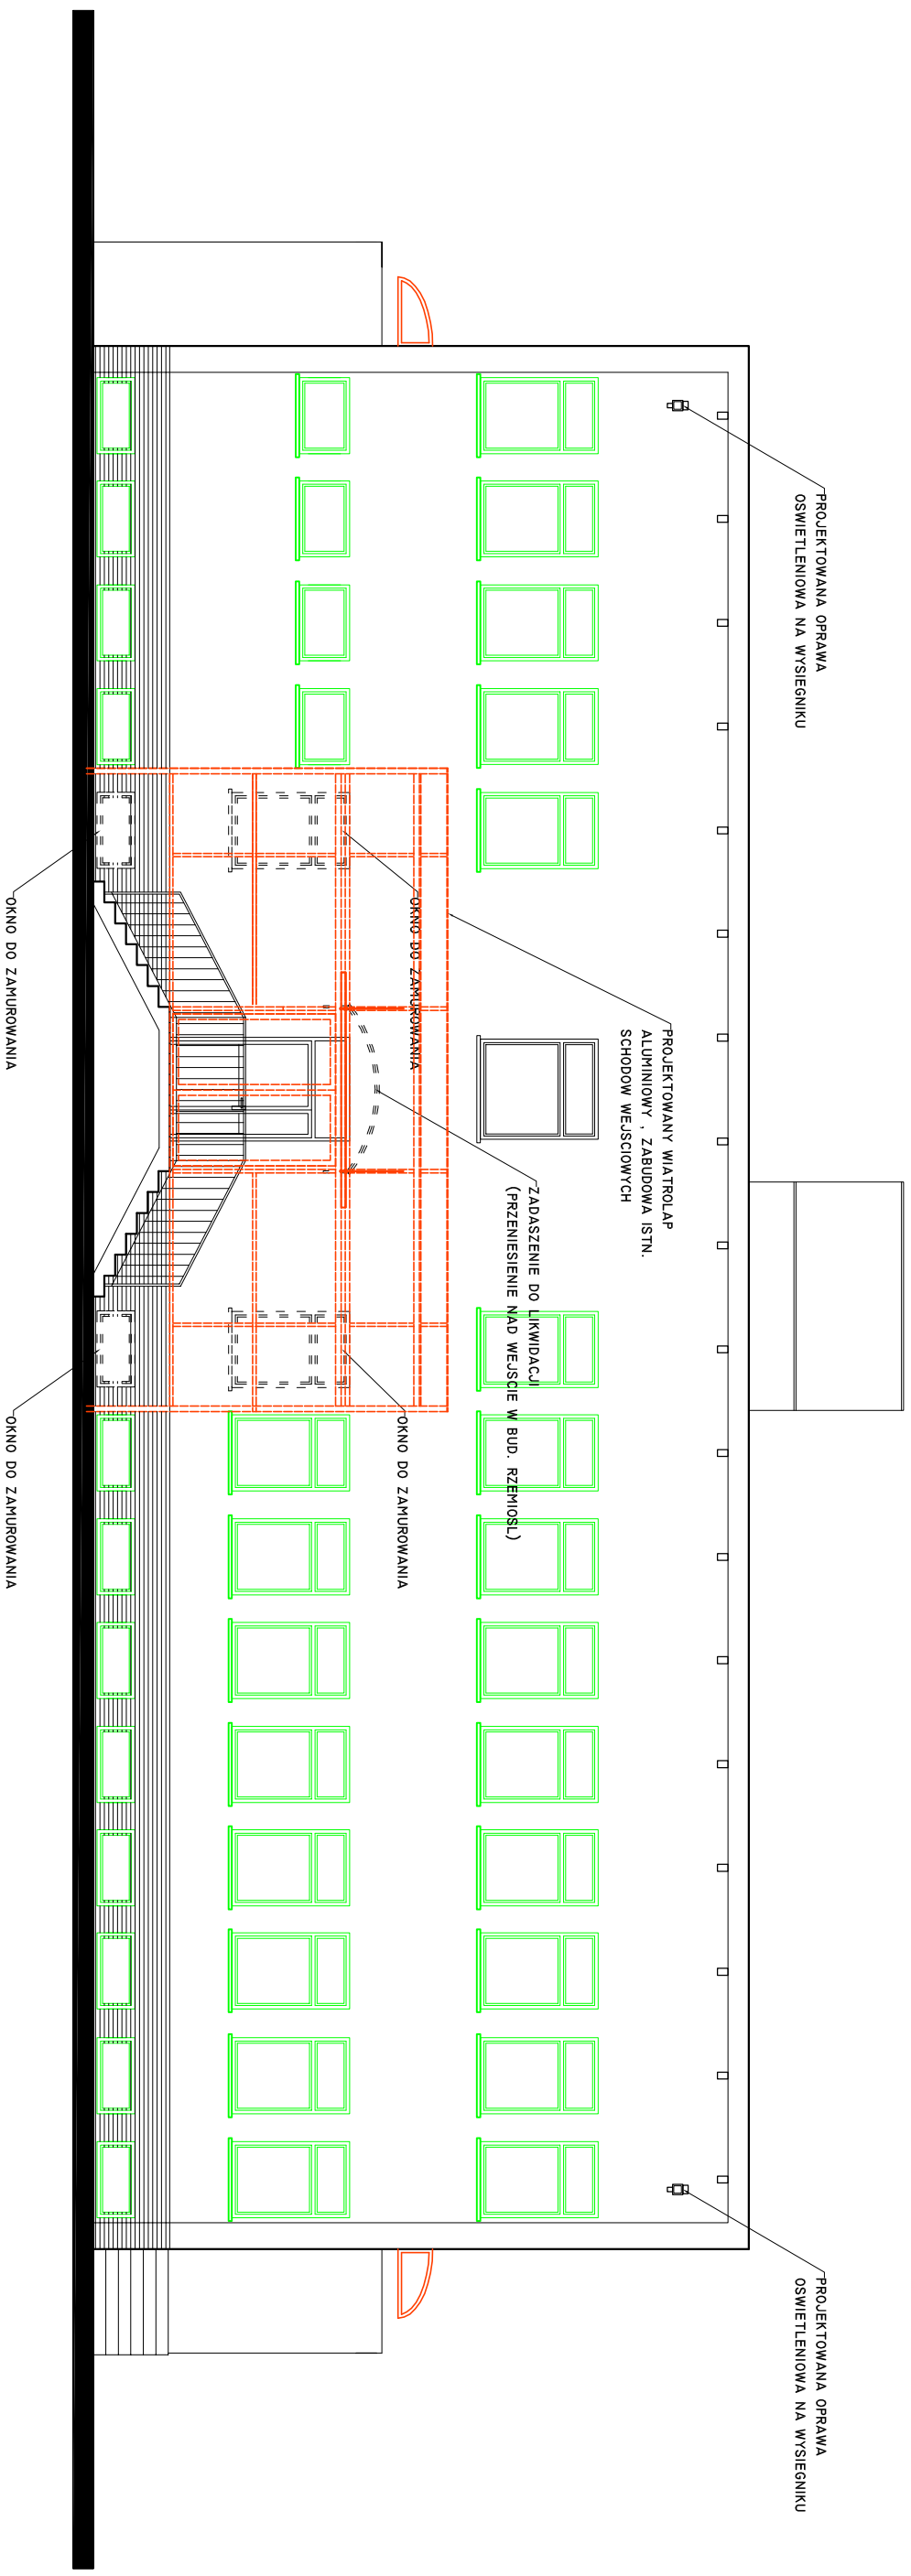 PROJEKTOWANA OPRAWA
OSWIETLENIOWA NA WYSIEGNIKU
PROJEKTOWANA OPRAWA
OSWIETLENIOWA NA WYSIEGNIKU
PROJEKTOWANY WIATROLAP
ALUMINIOWY , ZABUDOWA ISTN.
SCHODOW WEJSCIOWYCH
ZADASZENIE DO LIKWIDACJI
(PRZENIESIENIE NAD WEJSCIE W BUD. RZEMIOSL)
OKNO DO ZAMUROWANIA
OKNO DO ZAMUROWANIA
OKNO DO ZAMUROWANIA
OKNO DO ZAMUROWANIA